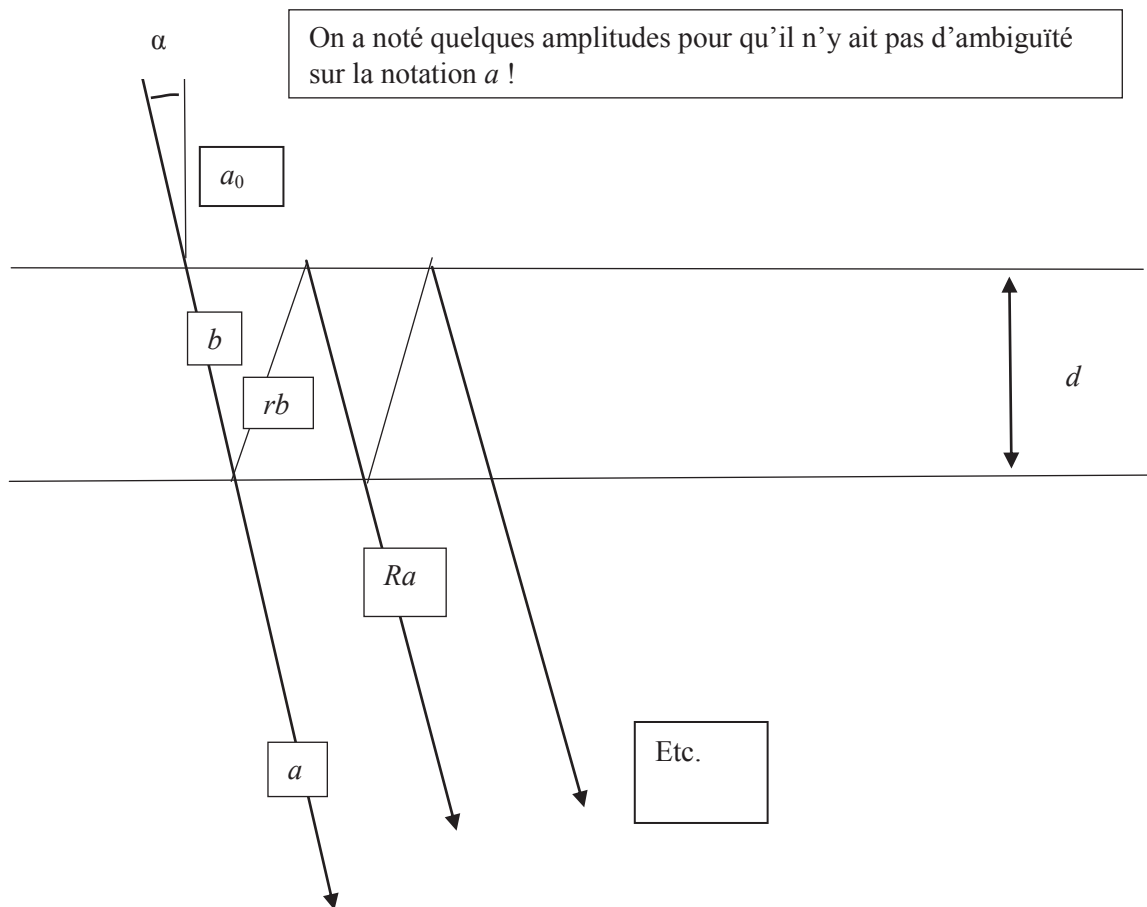 α
On a noté quelques amplitudes pour qu'il n'y ait pas d'ambiguïté
sur la notation a !
a₀
b
d
rb
Ra
Etc.
a